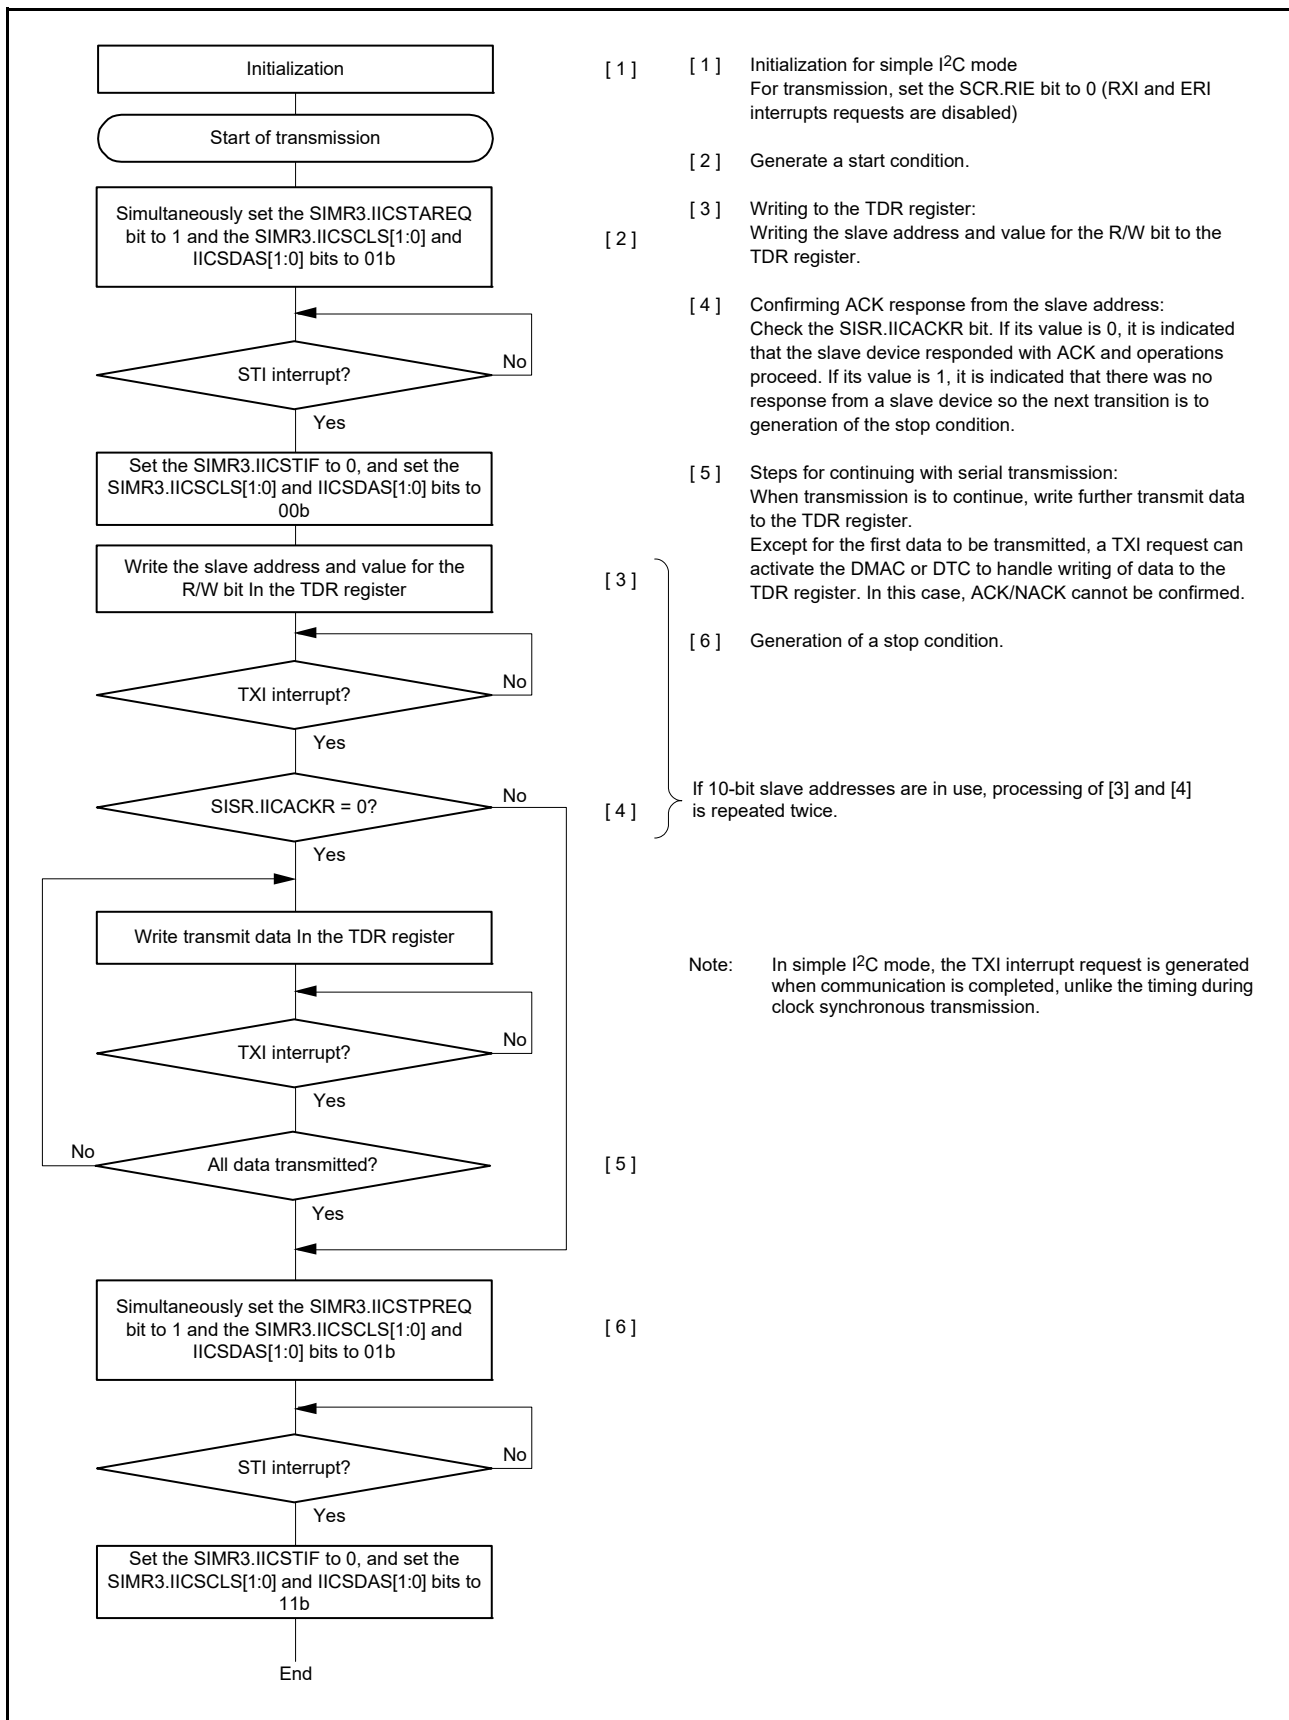 Initialization
[ 1 ]
Start of transmission
Simultaneously set the SIMR3.IICSTAREQ
bit to 1 and the SIMR3.IICSCLS[1:0] and
IICSDAS[1:0] bits to 01b
[ 2 ]
STI interrupt?
No
Yes
Set the SIMR3.IICSTIF to 0, and set the
SIMR3.IICSCLS[1:0] and IICSDAS[1:0] bits to
00b
Write the slave address and value for the
R/W bit In the TDR register
[ 3 ]
TXI interrupt?
No
Yes
SISR.IICACKR = 0?
No
[ 4 ]
Yes
Write transmit data In the TDR register
TXI interrupt?
No
Yes
No
All data transmitted?
[ 5 ]
Yes
Simultaneously set the SIMR3.IICSTPREQ
bit to 1 and the SIMR3.IICSCLS[1:0] and
IICSDAS[1:0] bits to 01b
[ 6 ]
STI interrupt?
No
Yes
Set the SIMR3.IICSTIF to 0, and set the
SIMR3.IICSCLS[1:0] and IICSDAS[1:0] bits to
11b
End
[ 1 ] Initialization for simple I2C mode
For transmission, set the SCR.RIE bit to 0 (RXI and ERI
interrupts requests are disabled)
[ 2 ] Generate a start condition.
[ 3 ] Writing to the TDR register:
Writing the slave address and value for the R/W bit to the
TDR register.
[ 4 ] Confirming ACK response from the slave address:
Check the SISR.IICACKR bit. If its value is 0, it is indicated
that the slave device responded with ACK and operations
proceed. If its value is 1, it is indicated that there was no
response from a slave device so the next transition is to
generation of the stop condition.
[ 5 ] Steps for continuing with serial transmission:
When transmission is to continue, write further transmit data
to the TDR register.
Except for the first data to be transmitted, a TXI request can
activate the DMAC or DTC to handle writing of data to the
TDR register. In this case, ACK/NACK cannot be confirmed.
[ 6 ] Generation of a stop condition.
If 10-bit slave addresses are in use, processing of [3] and [4]
is repeated twice.
Note: In simple I2C mode, the TXI interrupt request is generated
when communication is completed, unlike the timing during
clock synchronous transmission.